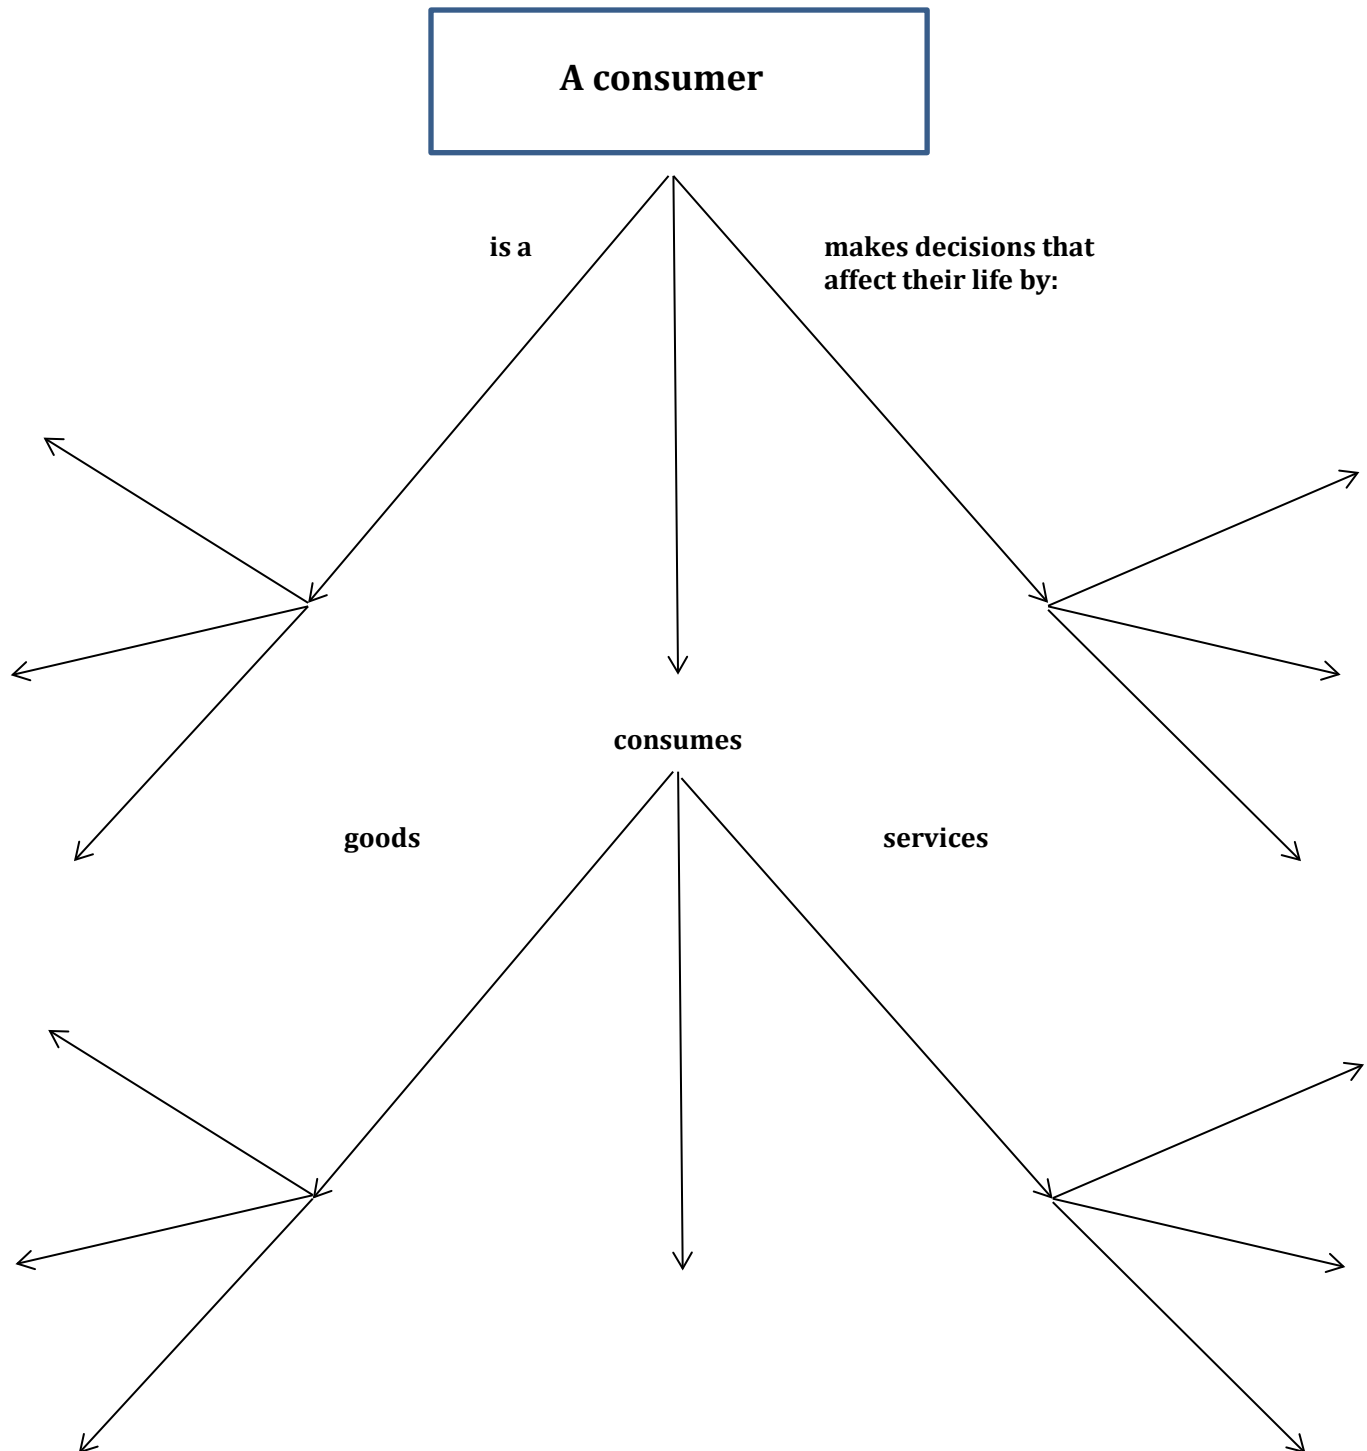 A consumer
is a
makes decisions that
affect their life by:
consumes
goods
services